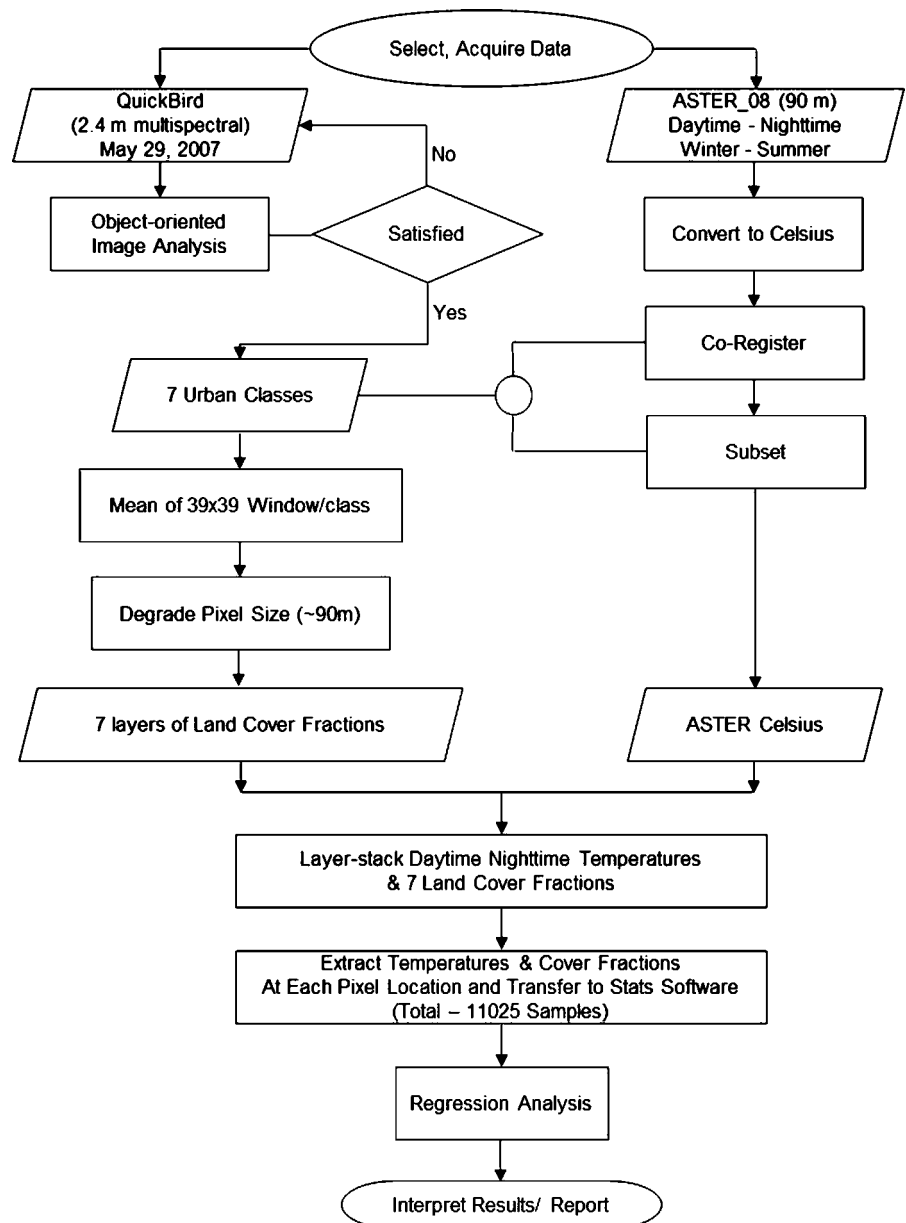 Select, Acquire Data
QuickBird
(2.4 m multispectral)
May 29, 2007
ASTER_08 (90 m)
Daytime - Nighttime
Winter - Summer
No
Object-oriented
Image Analysis
Satisfied
Convert to Celsius
Yes
Co-Register
7 Urban Classes
Subset
Mean of 39x39 Window/class
Degrade Pixel Size (~90m)
7 layers of Land Cover Fractions
ASTER Celsius
Layer-stack Daytime Nighttime Temperatures
& 7 Land Cover Fractions
Extract Temperatures & Cover Fractions
At Each Pixel Location and Transfer to Stats Software
(Total – 11025 Samples)
Regression Analysis
Interpret Results/ Report